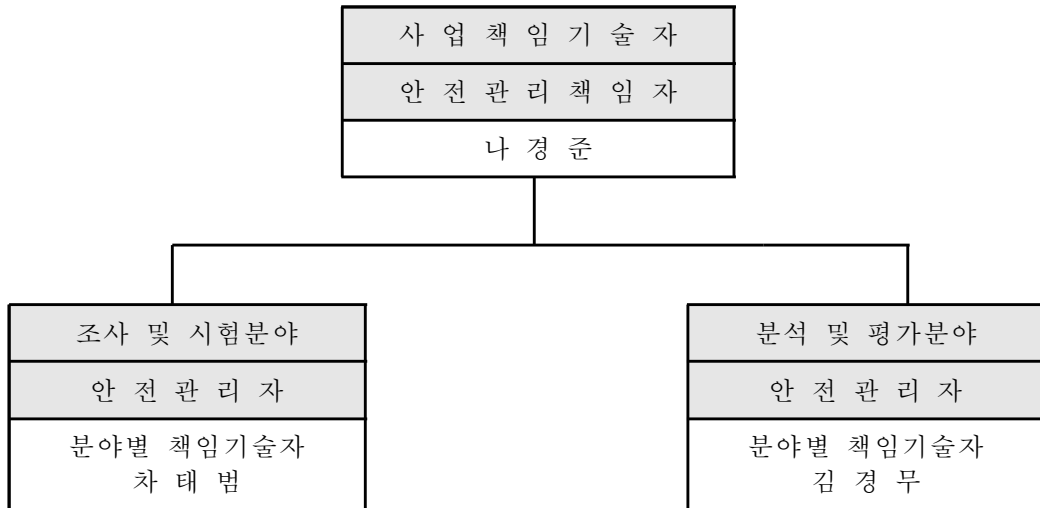 사 업 책 임 기 술 자
안 전 관 리 책 임 자
나 경 준
조사 및 시험분야
안 전 관 리 자
분야별 책임기술자
차 태 범
분석 및 평가분야
안 전 관 리 자
분야별 책임기술자
김 경 무